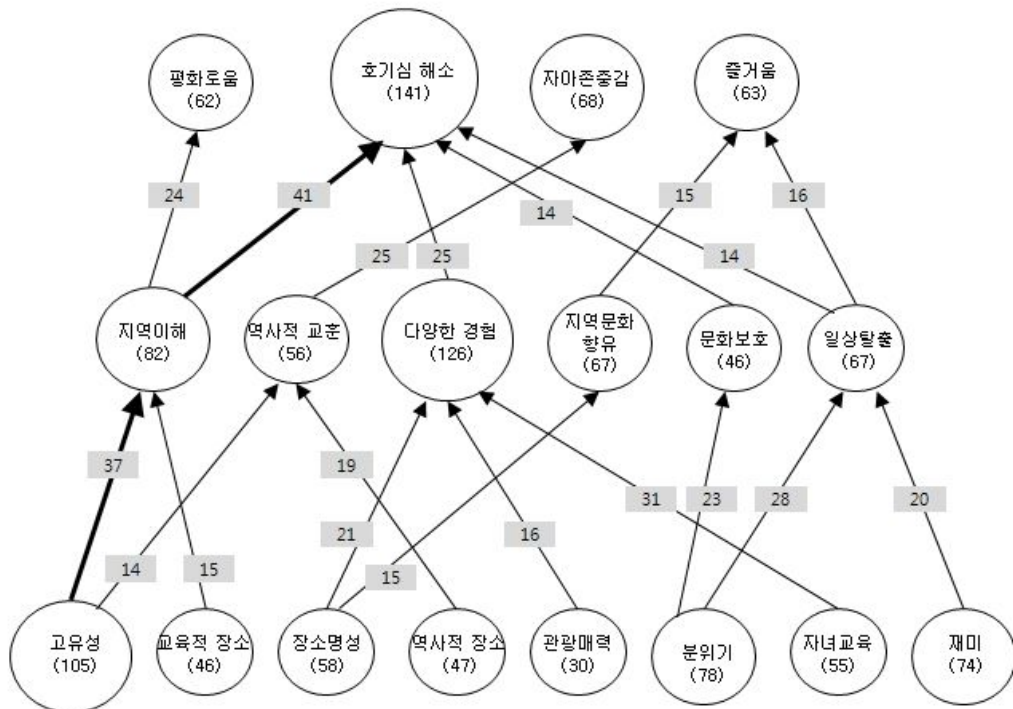 평화로움
(62)
호기심 해소
(141)
자아존중감
(68)
즐거움
(63)
24
41
14
15
16
25
25
14
지역이해
(82)
역사적 교훈
(56)
다양한 경험
(126)
지역문화
향유
(67)
문화보호
(46)
일상탈출
(67)
37
19
31
23
28
20
21
16
14
15
15
고유성
(105)
교육적 장소
(46)
장소명성
(58)
역사적 장소
(47)
관광매력
(30)
분위기
(78)
자녀교육
(55)
재미
(74)